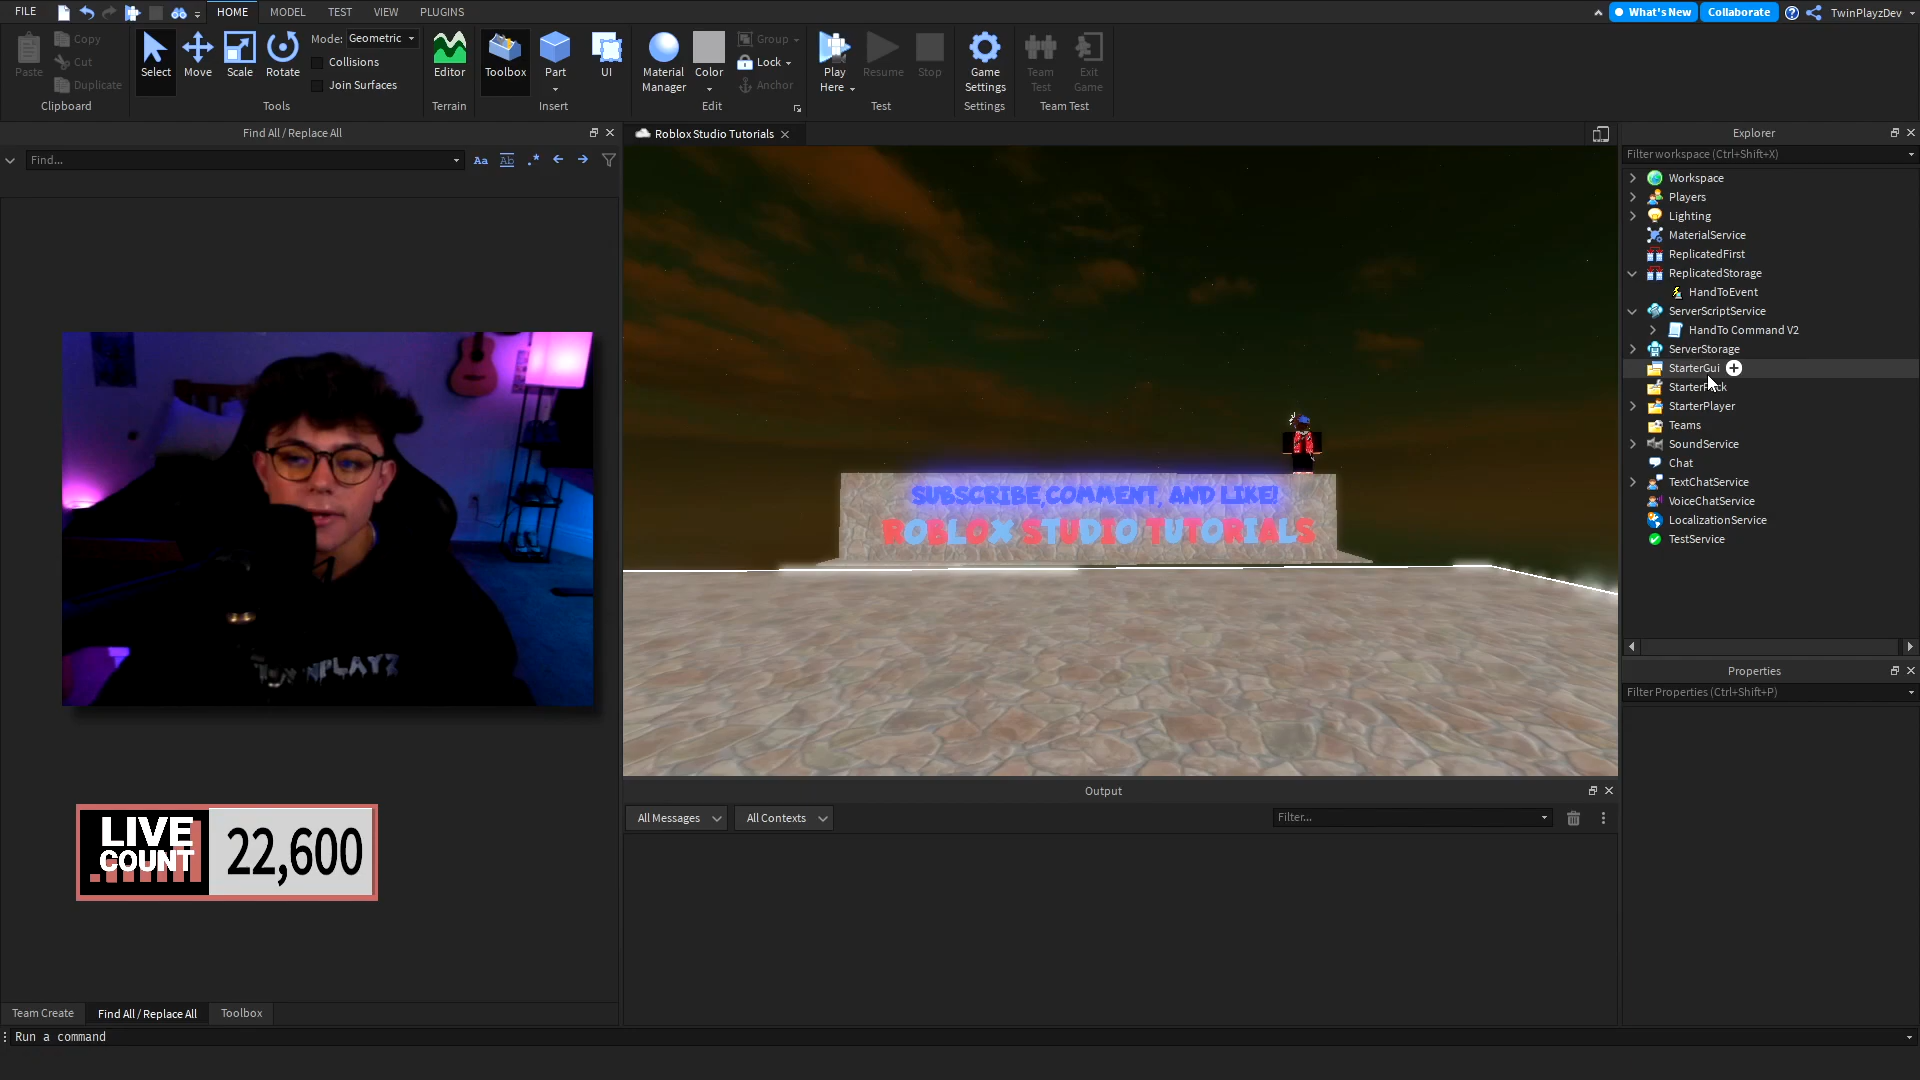 FILE
HOME
MODEL
TEST
VIEW
PLUGINS
What's New
Collaborate
TwinPlayzDev
Paste
Copy
Cut
Duplicate
Clipboard
Select
Move
Scale
Rotate
Mode: Geometric
Collisions
Join Surfaces
Tools
Editor
Terrain
Toolbox
Part
UI
Insert
Material
Manager
Color
Group
Lock
Anchor
Edit
Play
Here
Resume
Stop
Test
Game
Settings
Settings
Team
Test
Exit
Game
Team Test
Find All / Replace All
Find...
Aa
Ab
.*
Roblox Studio Tutorials
SUBSCRIBE,COMMENT, AND LIKE!
ROBLOX STUDIO TUTORIALS
LIVE
COUNT
22,600
Output
All Messages
All Contexts
Filter...
Explorer
Filter workspace (Ctrl+Shift+X)
Workspace
Players
Lighting
MaterialService
ReplicatedFirst
ReplicatedStorage
HandToEvent
ServerScriptService
HandTo Command V2
ServerStorage
StarterGui
StarterPack
StarterPlayer
Teams
SoundService
Chat
TextChatService
VoiceChatService
LocalizationService
TestService
Properties
Filter Properties (Ctrl+Shift+P)
Team Create
Find All / Replace All
Toolbox
Run a command